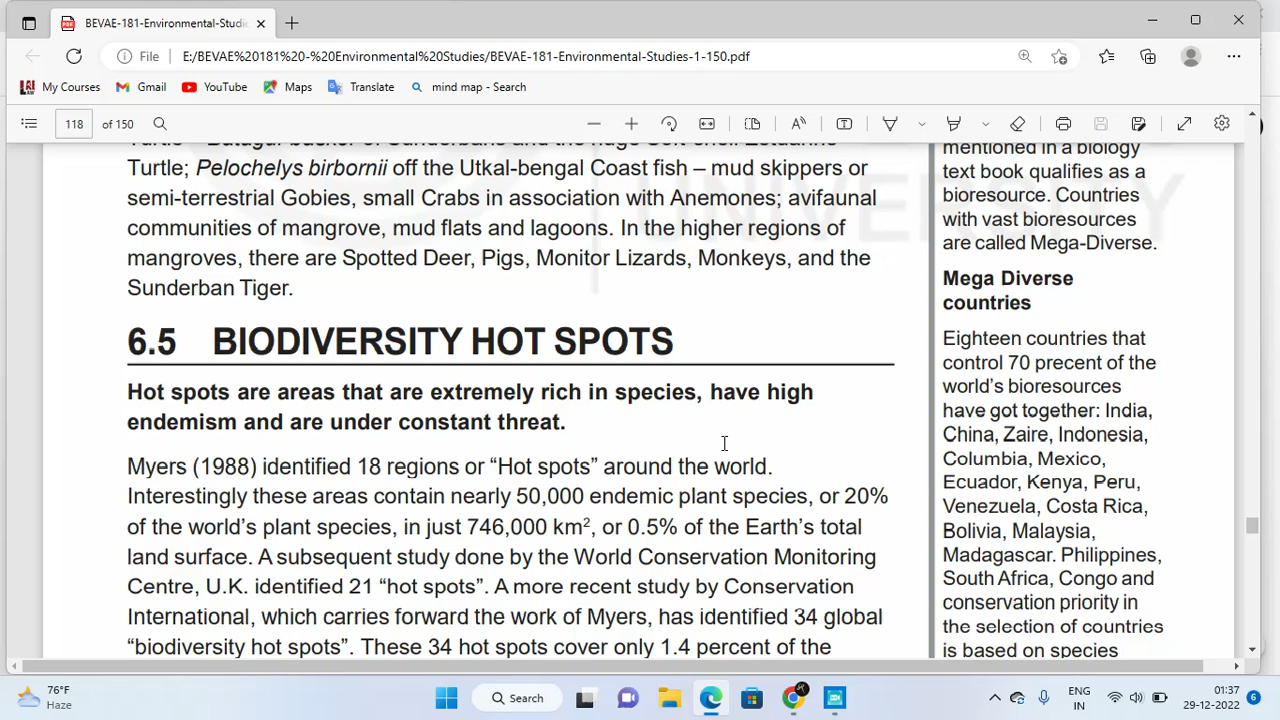 BEVAE-181-Environmental-Studi
File
E:/BEVAE%20181%20-%20Environmental%20Studies/BEVAE-181-Environmental-Studies-1-150.pdf
My Courses
Gmail
YouTube
Maps
Translate
mind map - Search
118 of 150
Turtle; Pelochelys birbornii off the Utkal-bengal Coast fish – mud skippers or
semi-terrestrial Gobies, small Crabs in association with Anemones; avifaunal
communities of mangrove, mud flats and lagoons. In the higher regions of
mangroves, there are Spotted Deer, Pigs, Monitor Lizards, Monkeys, and the
Sunderban Tiger.
6.5 BIODIVERSITY HOT SPOTS
Hot spots are areas that are extremely rich in species, have high
endemism and are under constant threat.
Myers (1988) identified 18 regions or “Hot spots” around the world.
Interestingly these areas contain nearly 50,000 endemic plant species, or 20%
of the world’s plant species, in just 746,000 km², or 0.5% of the Earth’s total
land surface. A subsequent study done by the World Conservation Monitoring
Centre, U.K. identified 21 “hot spots”. A more recent study by Conservation
International, which carries forward the work of Myers, has identified 34 global
“biodiversity hot spots”. These 34 hot spots cover only 1.4 percent of the
mentioned in a biology
text book qualifies as a
bioresource. Countries
with vast bioresources
are called Mega-Diverse.
Mega Diverse
countries
Eighteen countries that
control 70 precent of the
world’s bioresources
have got together: India,
China, Zaire, Indonesia,
Columbia, Mexico,
Ecuador, Kenya, Peru,
Venezuela, Costa Rica,
Bolivia, Malaysia,
Madagascar. Philippines,
South Africa, Congo and
conservation priority in
the selection of countries
is based on species
UNIVERSITY
76°F
Haze
Search
ENG
IN
01:37
29-12-2022
6